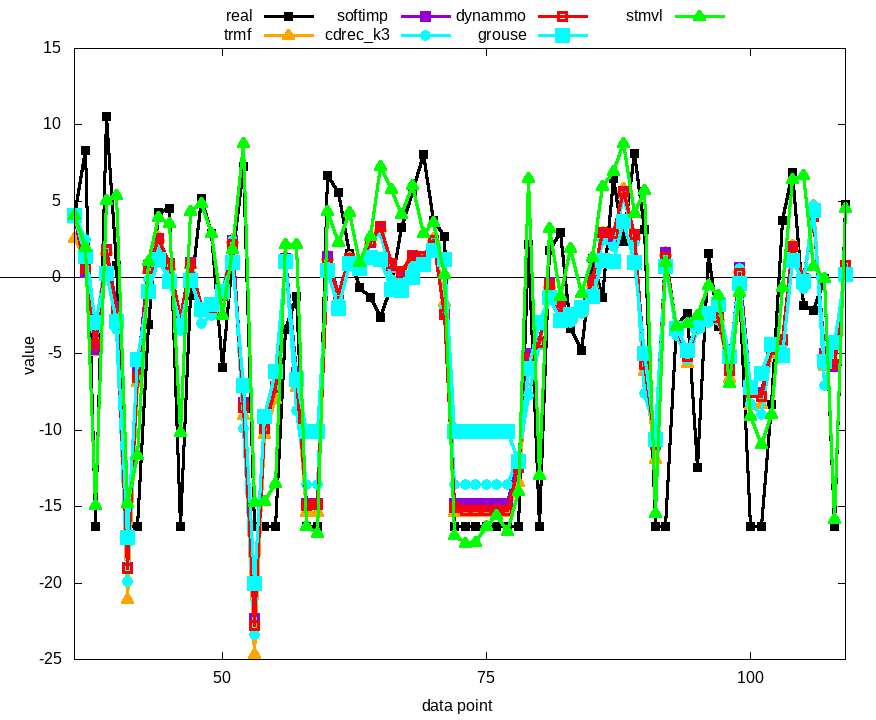 real softimp dynammo stmvl
trmf cdrec_k3 grouse
15
10
5
0
-5
-10
-15
-20
-25
value
50 75 100
data point